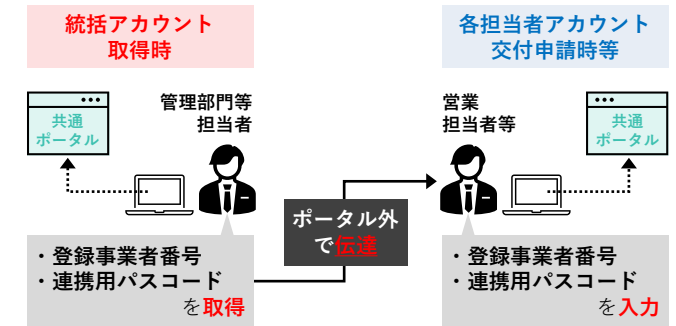 統括アカウント
取得時
共通
ポータル
管理部門等
担当者
・登録事業者番号
・連携用パスコード
を取得
ポータル外
で伝達
各担当者アカウント
交付申請時等
営業
担当者等
共通
ポータル
・登録事業者番号
・連携用パスコード
を入力